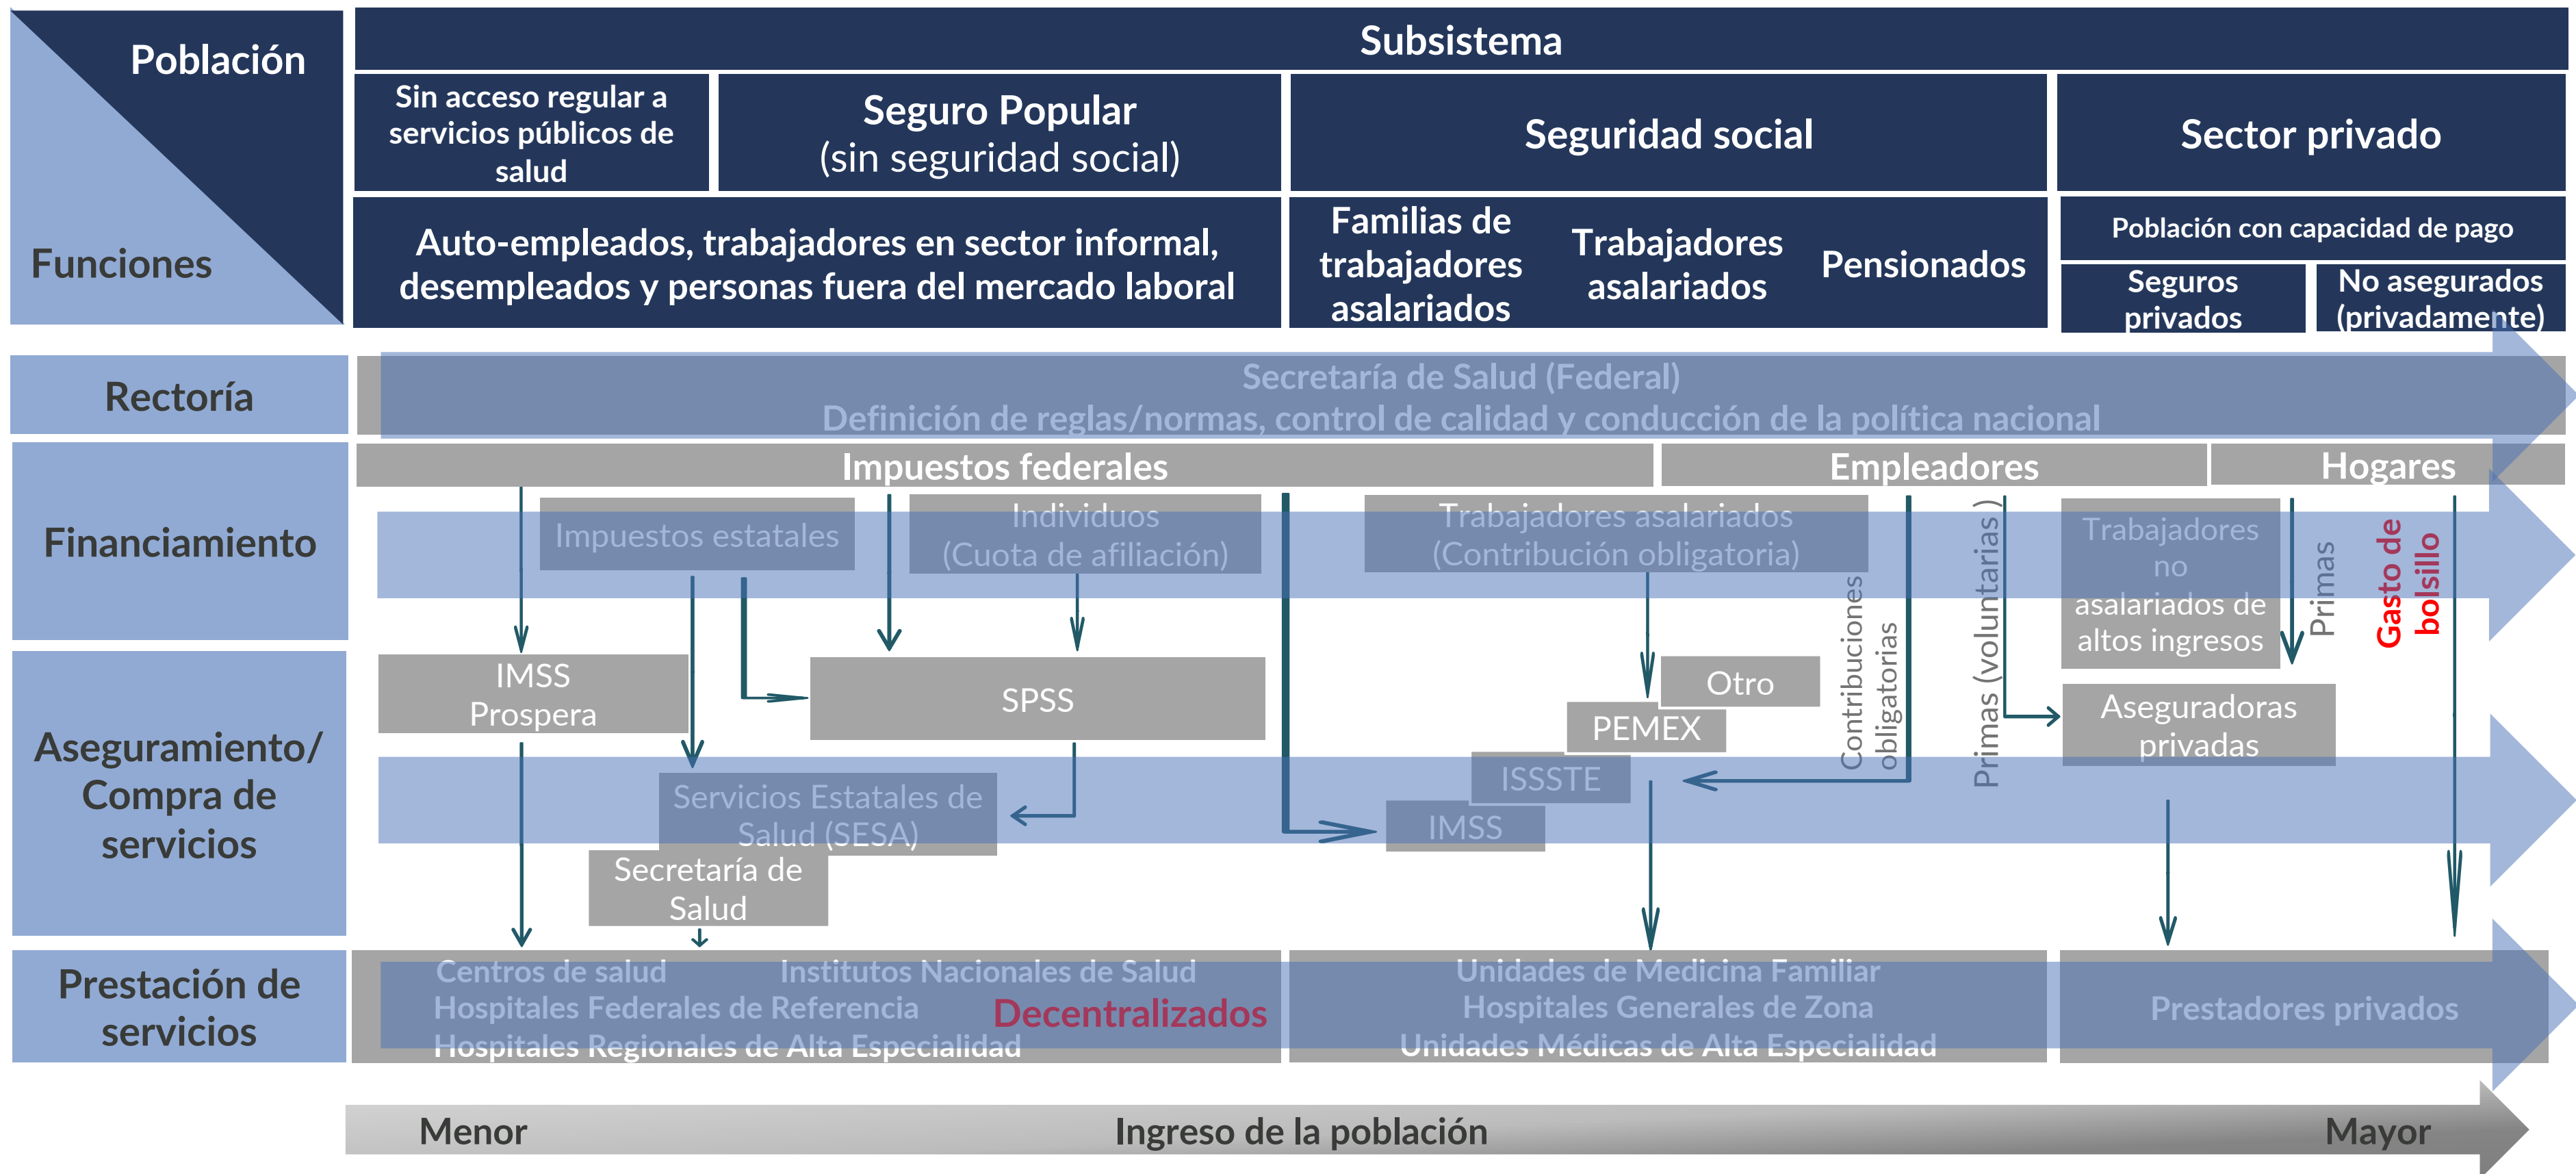 Población
Funciones
Subsistema
Sin acceso regular a
servicios públicos de
salud
Seguro Popular
(sin seguridad social)
Seguridad social
Sector privado
Auto-empleados, trabajadores en sector informal,
desempleados y personas fuera del mercado laboral
Familias de
trabajadores
asalariados
Trabajadores
asalariados
Pensionados
Población con capacidad de pago
Seguros
privados
No asegurados
(privadamente)
Rectoría
Secretaría de Salud (Federal)
Definición de reglas/normas, control de calidad y conducción de la política nacional
Financiamiento
Impuestos federales
Empleadores
Hogares
Impuestos estatales
Individuos
(Cuota de afiliación)
Trabajadores asalariados
(Contribución obligatoria)
Contribuciones
obligatorias
Primas (voluntarias )
Trabajadores
no
asalariados de
altos ingresos
Primas
Gasto de
bolsillo
Aseguramiento/
Compra de
servicios
IMSS
Prospera
SPSS
Otro
PEMEX
ISSSTE
IMSS
Aseguradoras
privadas
Servicios Estatales de
Salud (SESA)
Secretaría de
Salud
Prestación de
servicios
Centros de salud
Institutos Nacionales de Salud
Hospitales Federales de Referencia
Decentralizados
Hospitales Regionales de Alta Especialidad
Unidades de Medicina Familiar
Hospitales Generales de Zona
Unidades Médicas de Alta Especialidad
Prestadores privados
Menor
Ingreso de la población
Mayor